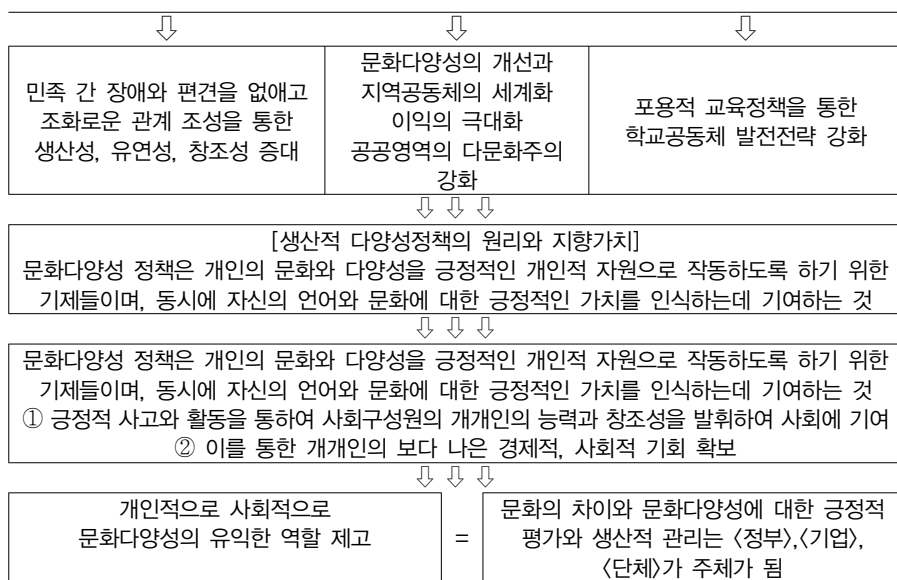 ⇩ ⇩ ⇩
민족 간 장애와 편견을 없애고
조화로운 관계 조성을 통한
생산성, 유연성, 창조성 증대
문화다양성의 개선과
지역공동체의 세계화
이익의 극대화
공공영역의 다문화주의
강화
포용적 교육정책을 통한
학교공동체 발전전략 강화
⇩ ⇩ ⇩
[생산적 다양성정책의 원리와 지향가치]
문화다양성 정책은 개인의 문화와 다양성을 긍정적인 개인적 자원으로 작동하도록 하기 위한
기제들이며, 동시에 자신의 언어와 문화에 대한 긍정적인 가치를 인식하는데 기여하는 것
⇩ ⇩ ⇩
문화다양성 정책은 개인의 문화와 다양성을 긍정적인 개인적 자원으로 작동하도록 하기 위한
기제들이며, 동시에 자신의 언어와 문화에 대한 긍정적인 가치를 인식하는데 기여하는 것
① 긍정적 사고와 활동을 통하여 사회구성원의 개개인의 능력과 창조성을 발휘하여 사회에 기여
② 이를 통한 개개인의 보다 나은 경제적, 사회적 기회 확보
⇩ ⇩ ⇩
개인적으로 사회적으로
문화다양성의 유익한 역할 제고
=
문화의 차이와 문화다양성에 대한 긍정적
평가와 생산적 관리는 〈정부〉,〈기업〉,
〈단체〉가 주체가 됨